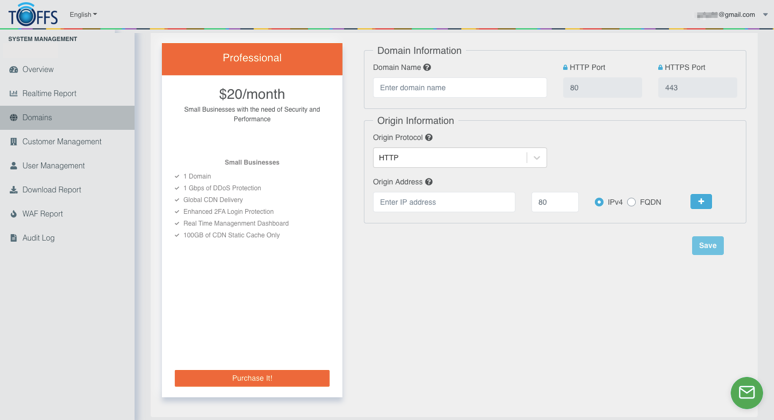 TOFFS
English
@gmail.com
SYSTEM MANAGEMENT
Overview
Realtime Report
Domains
Customer Management
User Management
Download Report
WAF Report
Audit Log
Professional
$20/month
Small Businesses with the need of Security and
Performance
Small Businesses
1 Domain
1 Gbps of DDoS Protection
Global CDN Delivery
Enhanced 2FA Login Protection
Real Time Managenment Dashboard
100GB of CDN Static Cache Only
Purchase It!
Domain Information
Domain Name
HTTP Port
HTTPS Port
Enter domain name
80
443
Origin Information
Origin Protocol
HTTP
Origin Address
Enter IP address
80
IPv4
FQDN
+
Save